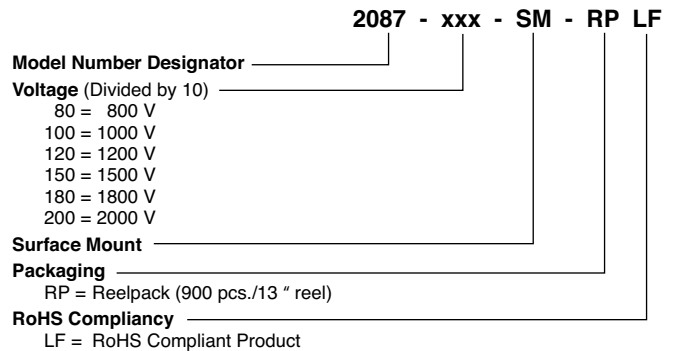 2087 - xxx - SM - RP LF
Model Number Designator
Voltage (Divided by 10)
80 = 800 V
100 = 1000 V
120 = 1200 V
150 = 1500 V
180 = 1800 V
200 = 2000 V
Surface Mount
Packaging
RP = Reelpack (900 pcs./13 “ reel)
RoHS Compliancy
LF = RoHS Compliant Product